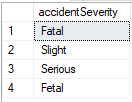 accidentSeverity
1 Fatal
2 Slight
3 Serious
4 Fetal